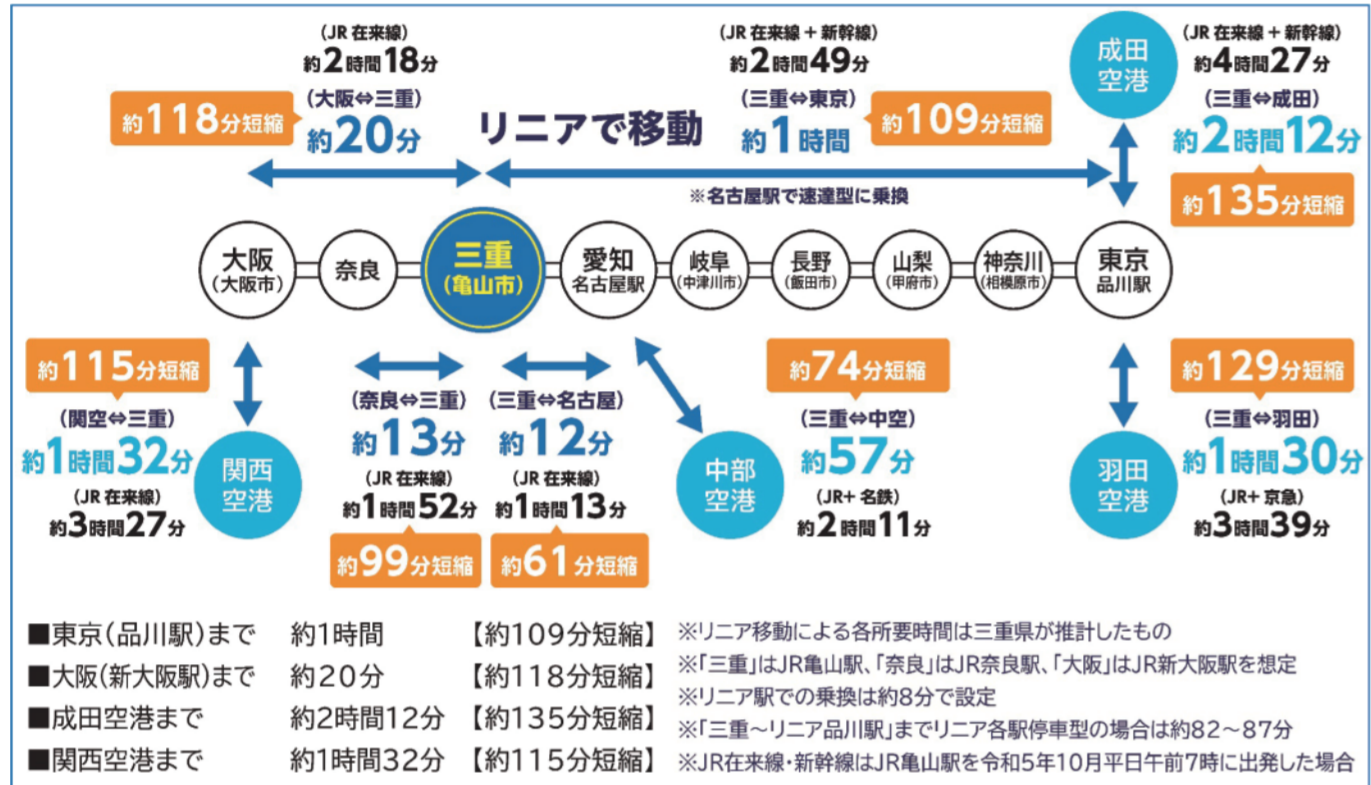 (JR 在来線)
約2時間18分
(大阪⇔三重)
約20分
約118分短縮
リニアで移動
(JR 在来線 + 新幹線)
約2時間49分
(三重⇔東京)
約1時間
約109分短縮
※名古屋駅で速達型に乗換
成田
空港
(JR 在来線 + 新幹線)
約4時間27分
(三重⇔成田)
約2時間12分
約135分短縮
大阪
(大阪市)
奈良
三重
(亀山市)
愛知
名古屋駅
岐阜
(中津川市)
長野
(飯田市)
山梨
(甲府市)
神奈川
(相模原市)
東京
品川駅
約115分短縮
(関空⇔三重)
約1時間32分
(JR 在来線)
約3時間27分
関西
空港
(奈良⇔三重)
約13分
(JR 在来線)
約1時間52分
約99分短縮
(三重⇔名古屋)
約12分
(JR 在来線)
約1時間13分
約61分短縮
中部
空港
約74分短縮
(三重⇔中空)
約57分
(JR+ 名鉄)
約2時間11分
羽田
空港
約129分短縮
(三重⇔羽田)
約1時間30分
(JR+ 京急)
約3時間39分
■東京(品川駅)まで 約1時間 【約109分短縮】
■大阪(新大阪駅)まで 約20分 【約118分短縮】
■成田空港まで 約2時間12分 【約135分短縮】
■関西空港まで 約1時間32分 【約115分短縮】
※リニア移動による各所要時間は三重県が推計したもの
※「三重」はJR亀山駅、「奈良」はJR奈良駅、「大阪」はJR新大阪駅を想定
※リニア駅での乗換は約8分で設定
※「三重～リニア品川駅」までリニア各駅停車型の場合は約82～87分
※JR在来線・新幹線はJR亀山駅を令和5年10月平日午前7時に出発した場合